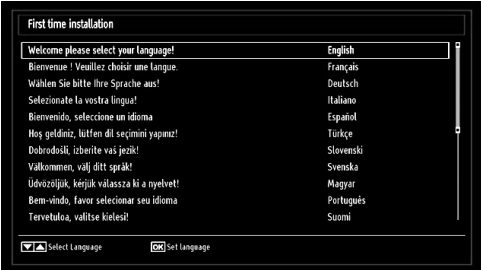 First time installation
Welcome please select your language! English
Bienvenue ! Veuillez choisir une langue. Français
Wählen Sie bitte Ihre Sprache aus! Deutsch
Selezionate la vostra lingua! Italiano
Bienvenido, seleccione un idioma Español
Hoş geldiniz, lütfen dil seçimini yapınız! Türkçe
Dobrodošli, izberite vaš jezik! Slovenski
Välkommen, välj ditt språk! Svenska
Üdvözöljük, kérjük válassza ki a nyelvet! Magyar
Bem-vindo, favor selecionar seu idioma Português
Tervetuloa, valitse kielesi! Suomi
Select Language OK Set language